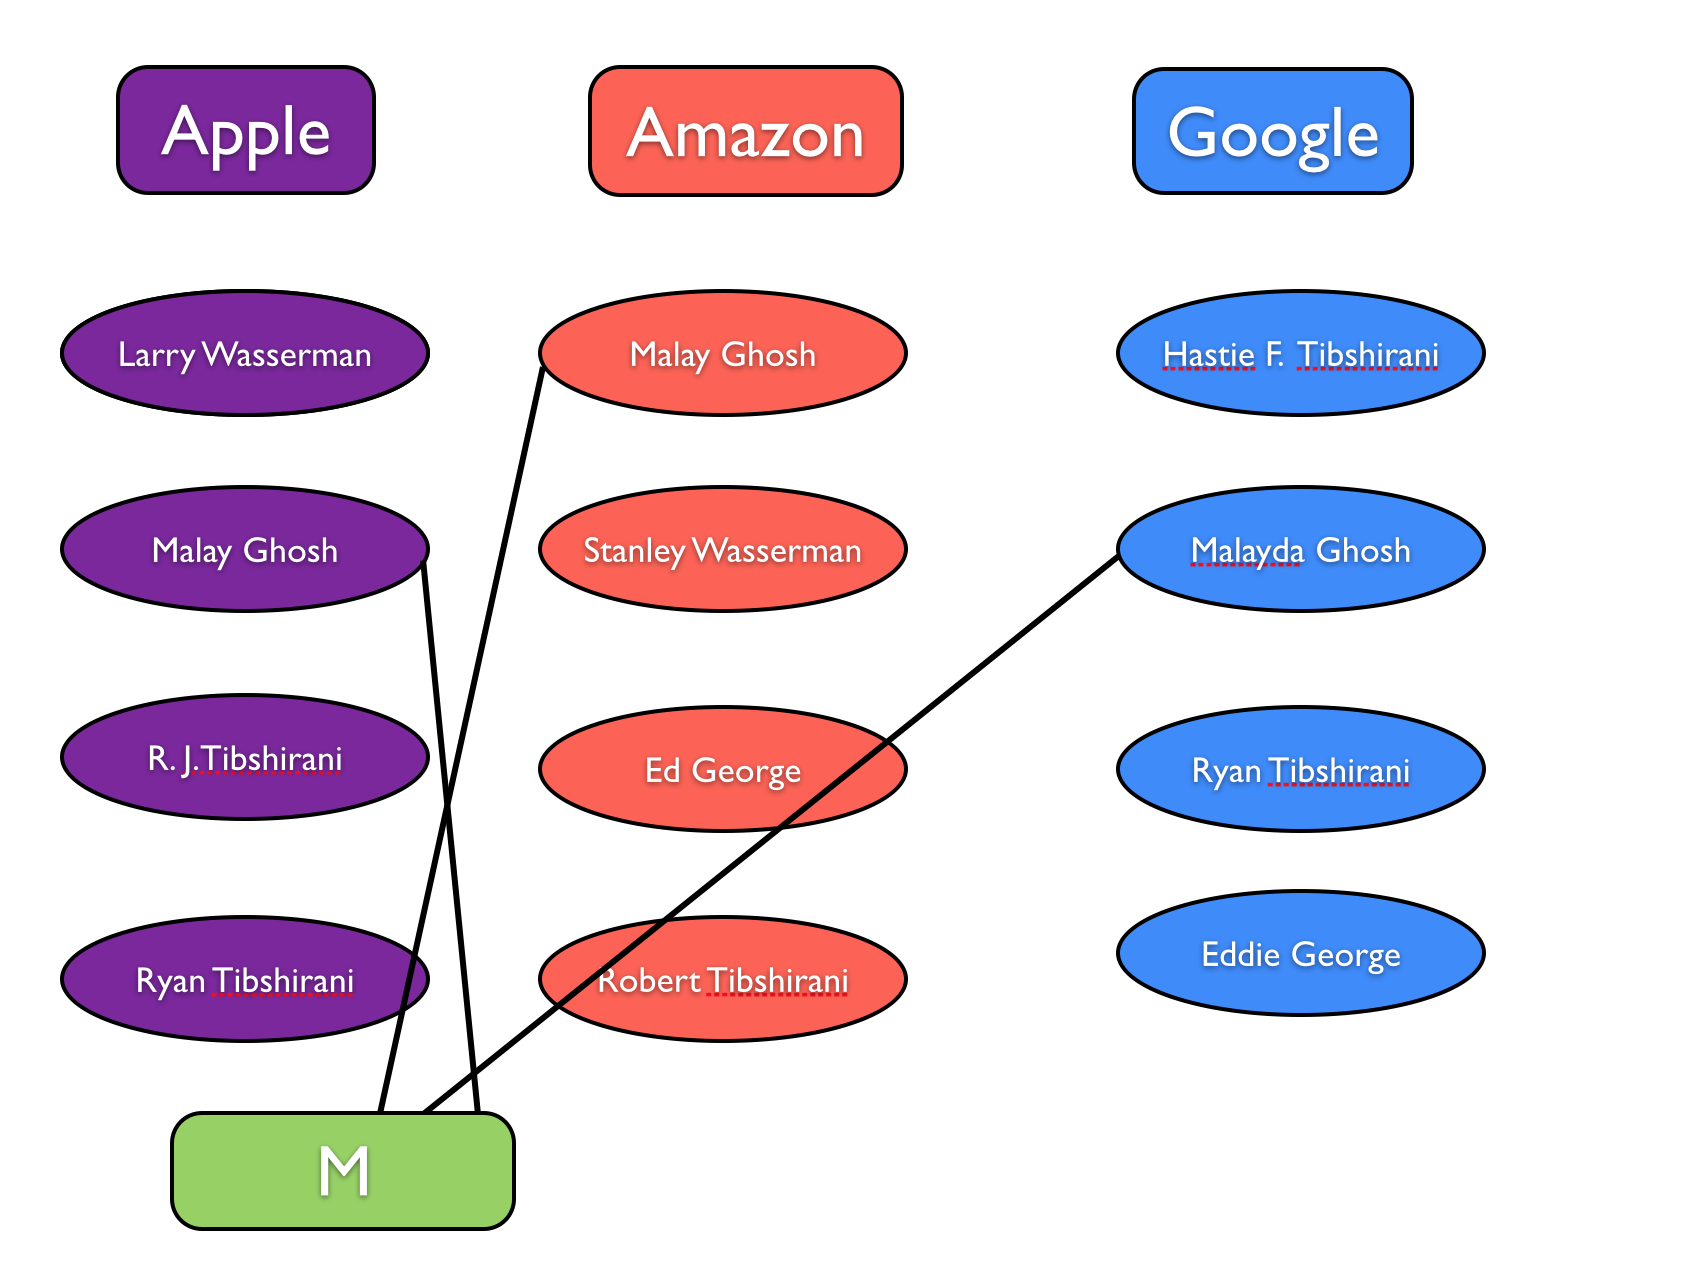 Apple
Amazon
Google
Larry Wasserman
Malay Ghosh
Hastie F. Tibshirani
Malay Ghosh
Stanley Wasserman
Malayda Ghosh
R. J. Tibshirani
Ed George
Ryan Tibshirani
Ryan Tibshirani
Robert Tibshirani
Eddie George
M